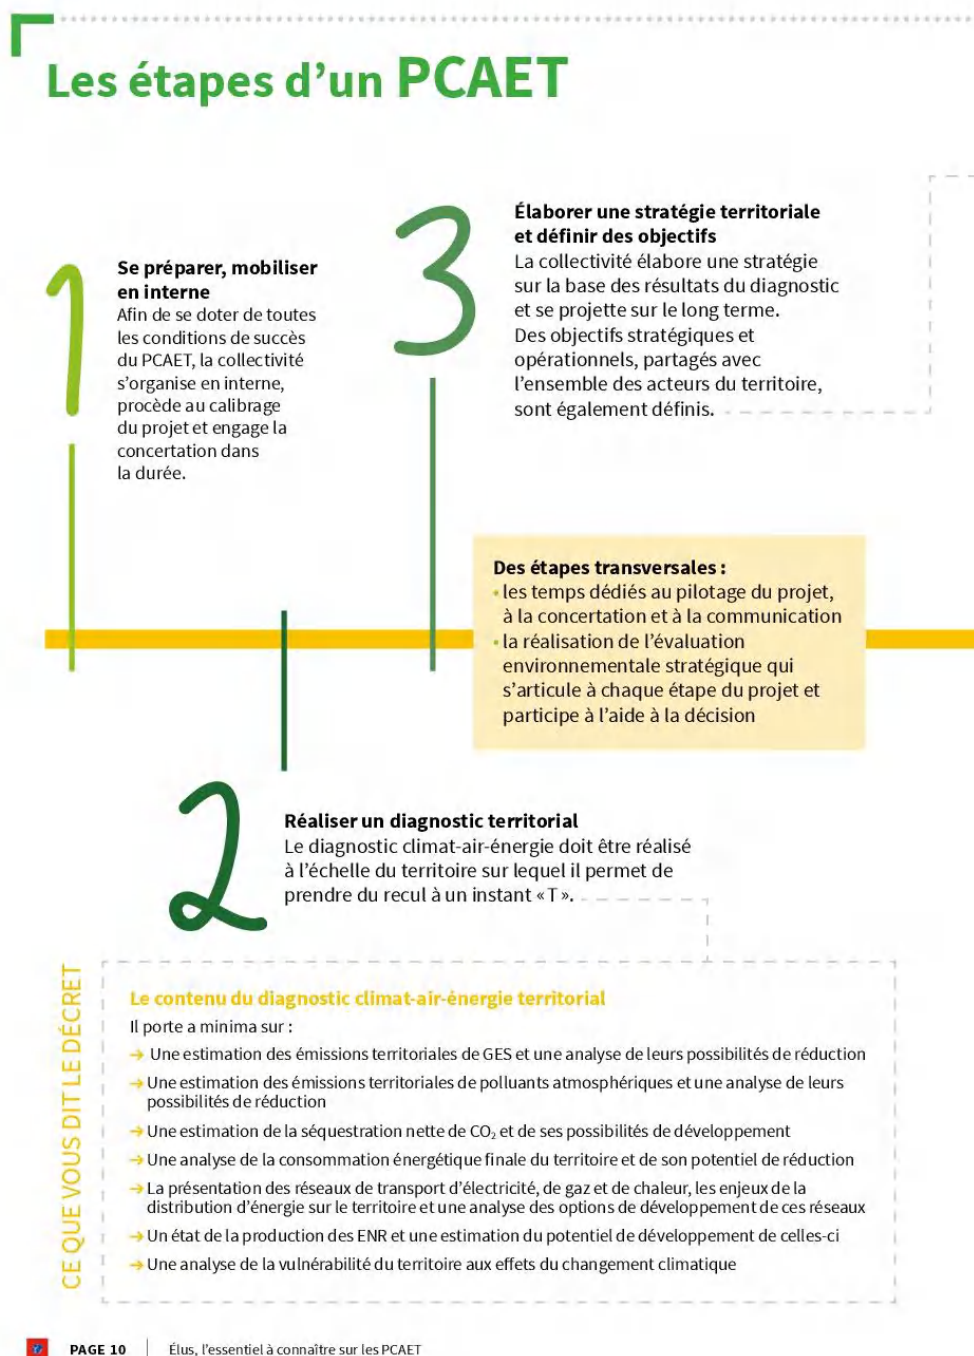 Les étapes d’un PCAET
1
Se préparer, mobiliser
en interne
Afin de se doter de toutes
les conditions de succès
du PCAET, la collectivité
s’organise en interne,
procède au calibrage
du projet et engage la
concertation dans
la durée.
3
Élaborer une stratégie territoriale
et définir des objectifs
La collectivité élabore une stratégie
sur la base des résultats du diagnostic
et se projette sur le long terme.
Des objectifs stratégiques et
opérationnels, partagés avec
l’ensemble des acteurs du territoire,
sont également définis.
Des étapes transversales :
• les temps dédiés au pilotage du projet,
à la concertation et à la communication
• la réalisation de l’évaluation
environnementale stratégique qui
s’articule à chaque étape du projet et
participe à l’aide à la décision
2
Réaliser un diagnostic territorial
Le diagnostic climat-air-énergie doit être réalisé
à l’échelle du territoire sur lequel il permet de
prendre du recul à un instant « T ».
CE QUE VOUS DIT LE DÉCRET
Le contenu du diagnostic climat-air-énergie territorial
Il porte a minima sur :
→ Une estimation des émissions territoriales de GES et une analyse de leurs possibilités de réduction
→ Une estimation des émissions territoriales de polluants atmosphériques et une analyse de leurs
possibilités de réduction
→ Une estimation de la séquestration nette de CO₂ et de ses possibilités de développement
→ Une analyse de la consommation énergétique finale du territoire et de son potentiel de réduction
→ La présentation des réseaux de transport d’électricité, de gaz et de chaleur, les enjeux de la
distribution d’énergie sur le territoire et une analyse des options de développement de ces réseaux
→ Un état de la production des ENR et une estimation du potentiel de développement de celles-ci
→ Une analyse de la vulnérabilité du territoire aux effets du changement climatique
PAGE 10 | Élus, l’essentiel à connaître sur les PCAET